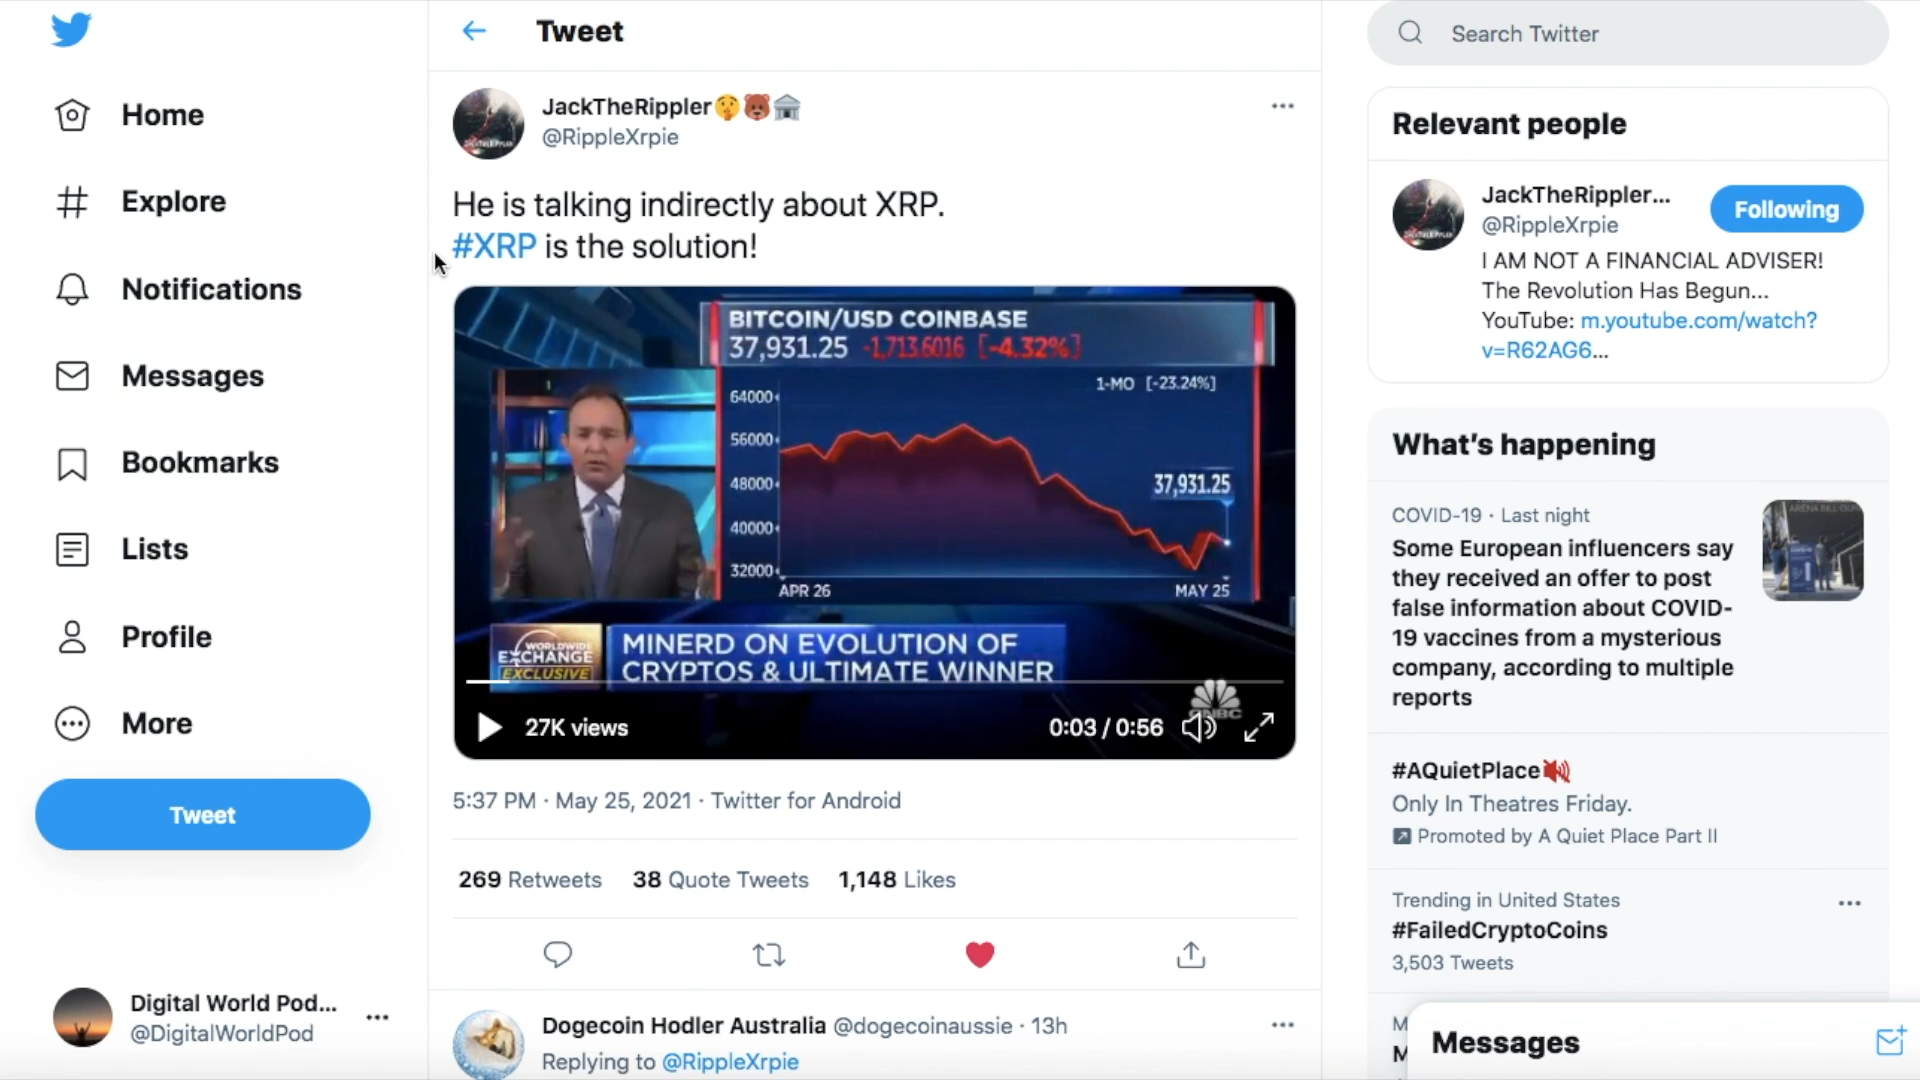 Home
Explore
Notifications
Messages
Bookmarks
Lists
Profile
More
Tweet
Digital World Pod...
@DigitalWorldPod
Tweet
JackTheRippler🤫🐻🏛️
@RippleXrpie
He is talking indirectly about XRP.
#XRP is the solution!
BITCOIN/USD COINBASE
37,931.25 -1,713.6016 [-4.32%]
1-MO [-23.24%]
64000
56000
48000
40000
32000
37,931.25
APR 26
MAY 25
WORLDWIDE
EXCHANGE
EXCLUSIVE
MINERD ON EVOLUTION OF
CRYPTOS & ULTIMATE WINNER
CNBC
27K views
0:03 / 0:56
5:37 PM · May 25, 2021 · Twitter for Android
269 Retweets 38 Quote Tweets 1,148 Likes
Dogecoin Hodler Australia @dogecoinaussie · 13h
Replying to @RippleXrpie
Search Twitter
Relevant people
JackTheRippler...
@RippleXrpie
Following
I AM NOT A FINANCIAL ADVISER!
The Revolution Has Begun...
YouTube: m.youtube.com/watch?
v=R62AG6...
What's happening
COVID-19 · Last night
Some European influencers say
they received an offer to post
false information about COVID-
19 vaccines from a mysterious
company, according to multiple
reports
#AQuietPlace🔇
Only In Theatres Friday.
Promoted by A Quiet Place Part II
Trending in United States
#FailedCryptoCoins
3,503 Tweets
Messages